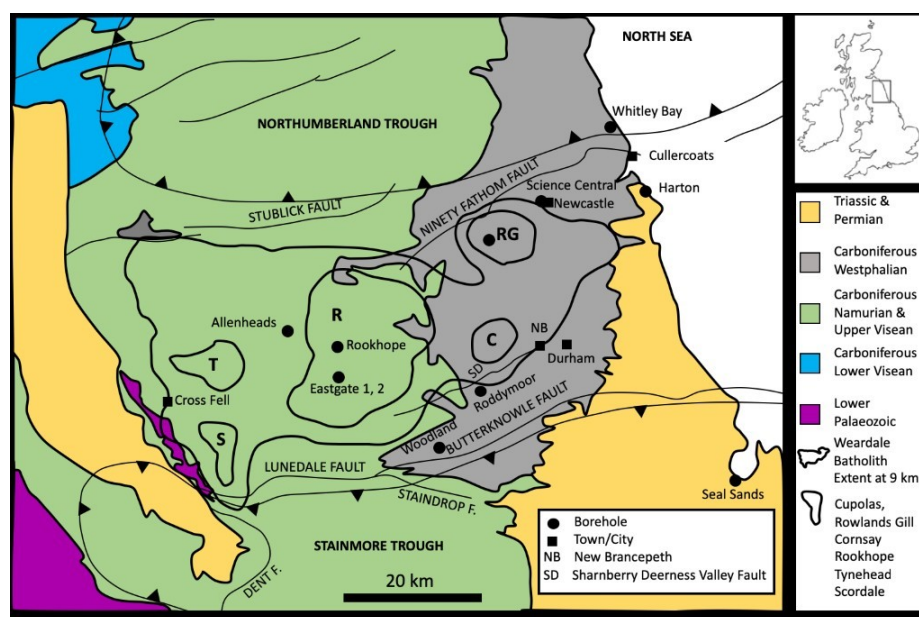 NORTH SEA
Whitley Bay
NORTHUMBERLAND TROUGH
Cullercoats
NINETY FATHOM FAULT
Science Central
Newcastle
Harton
STUBLICK FAULT
RG
R
Allenheads
Rookhope
C
NB
Durham
T
SD
Eastgate 1, 2
Roddymoor
Cross Fell
BUTTERKNOWLE FAULT
Woodland
S
LUNEDALE FAULT
STAINDROP F.
Seal Sands
STAINMORE TROUGH
DENT F.
20 km
Borehole
Town/City
NB New Brancepeth
SD Sharnberry Deerness Valley Fault
Triassic &
Permian
Carboniferous
Westphalian
Carboniferous
Namurian &
Upper Visean
Carboniferous
Lower Visean
Lower
Palaeozoic
Weardale
Batholith
Extent at 9 km
Cupolas,
Rowlands Gill
Cornsay
Rookhope
Tynehead
Scordale